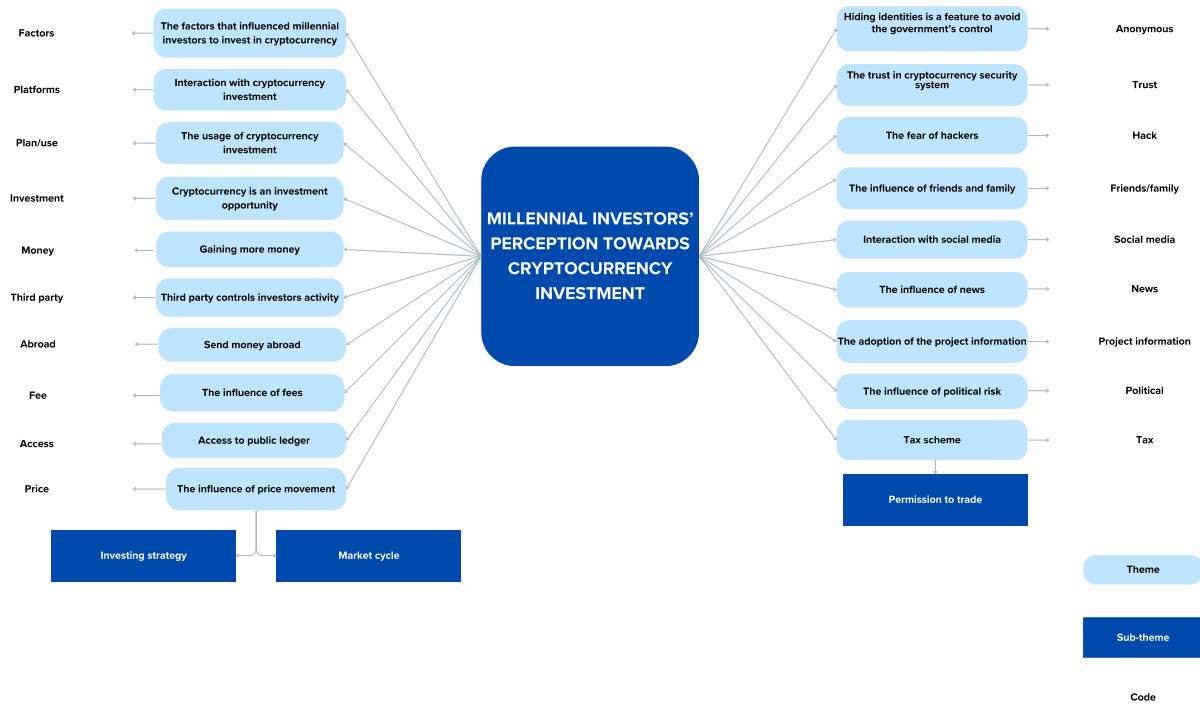 Factors
The factors that influenced millennial
investors to invest in cryptocurrency
Platforms
Interaction with cryptocurrency
investment
Plan/use
The usage of cryptocurrency
investment
Investment
Cryptocurrency is an investment
opportunity
Money
Gaining more money
Third party
Third party controls investors activity
Abroad
Send money abroad
Fee
The influence of fees
Access
Access to public ledger
Price
The influence of price movement
Investing strategy
Market cycle
MILLENNIAL INVESTORS’
PERCEPTION TOWARDS
CRYPTOCURRENCY
INVESTMENT
Hiding identities is a feature to avoid
the government’s control
Anonymous
The trust in cryptocurrency security
system
Trust
The fear of hackers
Hack
The influence of friends and family
Friends/family
Interaction with social media
Social media
The influence of news
News
The adoption of the project information
Project information
The influence of political risk
Political
Tax scheme
Tax
Permission to trade
Theme
Sub-theme
Code